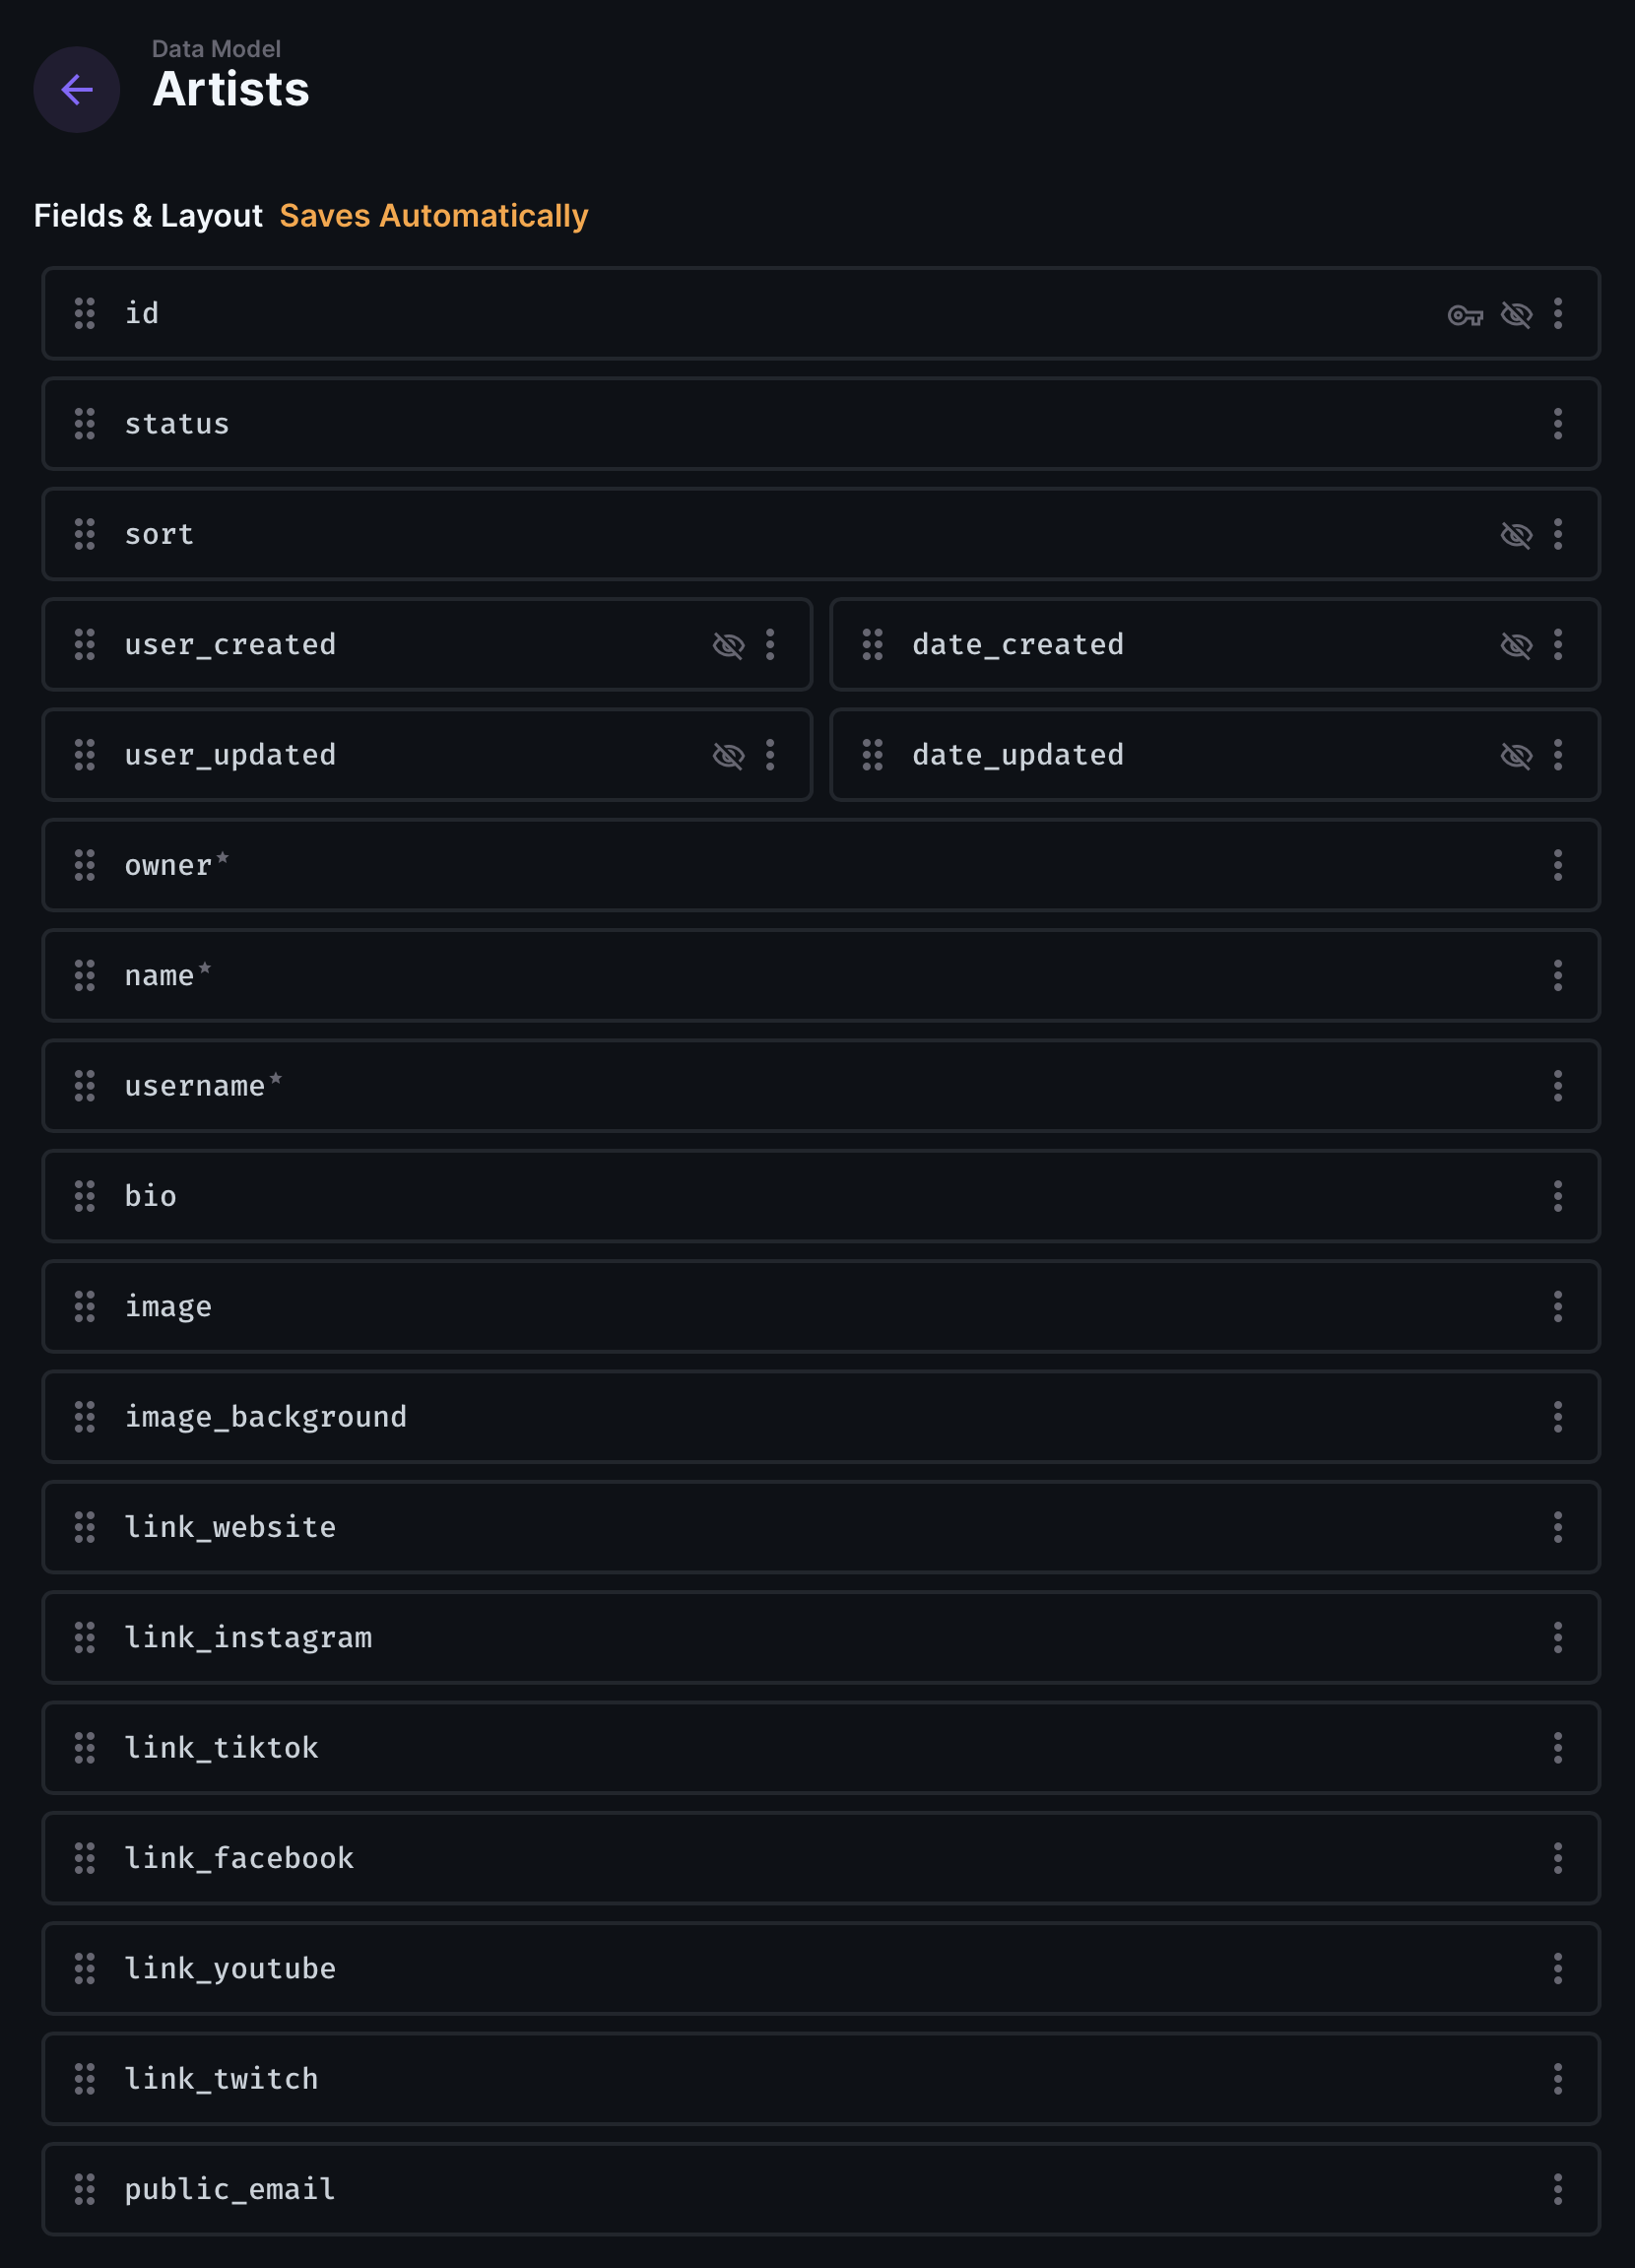 Data Model
Artists
Fields & Layout Saves Automatically
id
status
sort
user_created
date_created
user_updated
date_updated
owner*
name*
username*
bio
image
image_background
link_website
link_instagram
link_tiktok
link_facebook
link_youtube
link_twitch
public_email